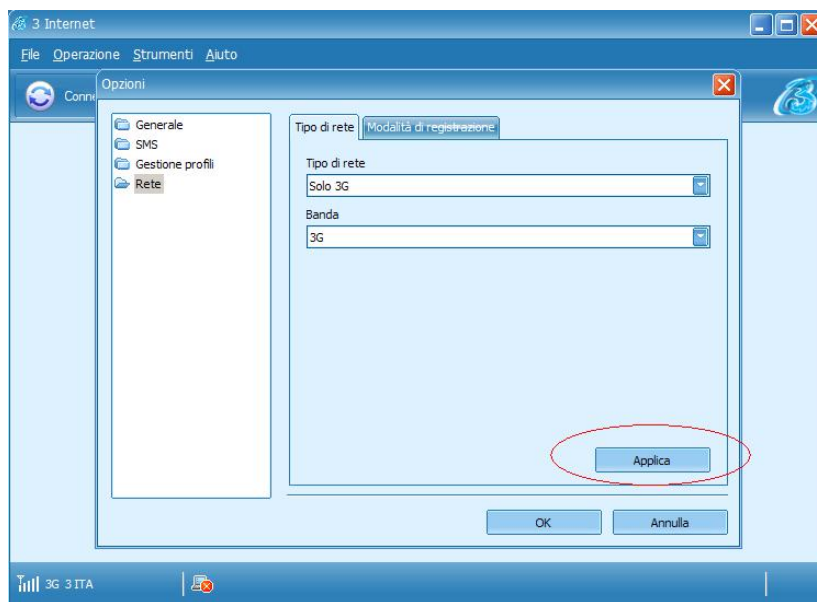 3 Internet
File Operazione Strumenti Aiuto
Conne
Opzioni
Generale
SMS
Gestione profili
Rete
Tipo di rete Modalità di registrazione
Tipo di rete
Solo 3G
Banda
3G
Applica
OK Annulla
3G 3 ITA